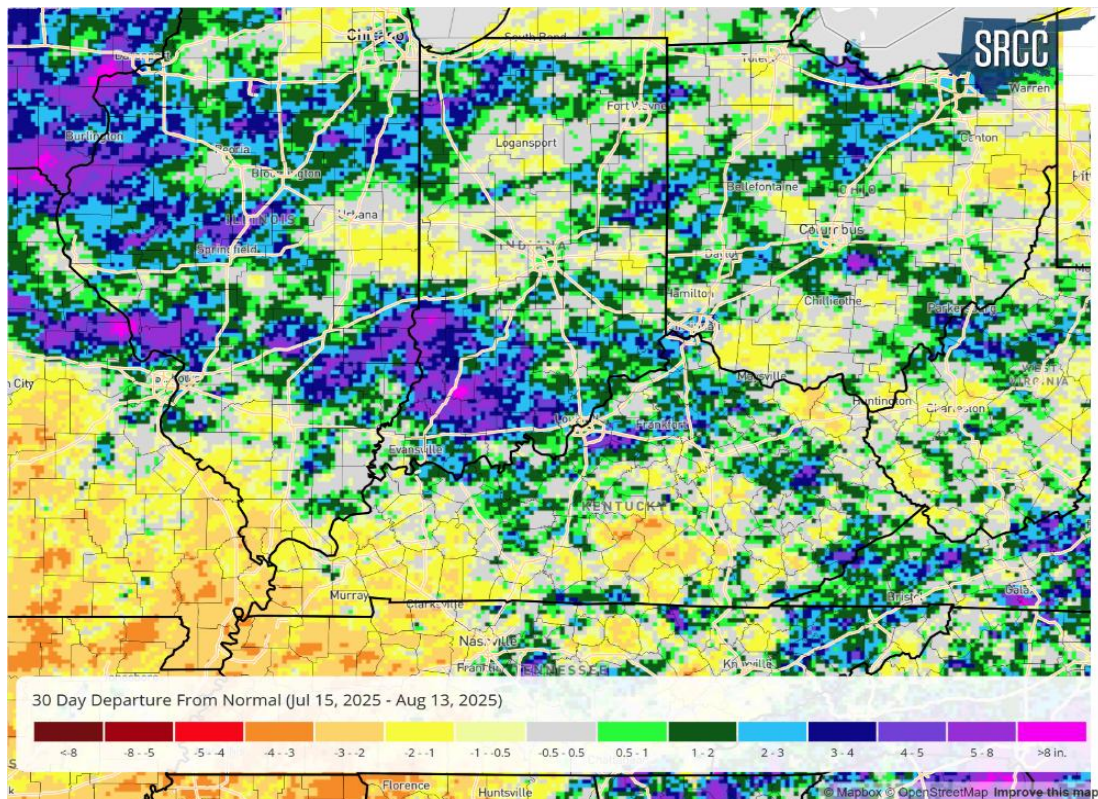 SRCC
South Bend
Warren
Fort Wayne
Burlington
Canton
Logansport
Peoria
Bloomington
Bellefontaine
OHIO
Urbana
ILLINOIS
Columbus
INDIANA
Springfield
Dayton
Hamilton
Chillicothe
Parkersburg
WEST
VIRGINIA
Maysville
Huntington
Charleston
Frankfort
Evansville
KENTUCKY
Murray
Clarksville
Nashville
TENNESSEE
Knoxville
30 Day Departure From Normal (Jul 15, 2025 - Aug 13, 2025)
<-8 -8 - -5 -5 - -4 -4 - -3 -3 - -2 -2 - -1 -1 - -0.5 -0.5 - 0.5 0.5 - 1 1 - 2 2 - 3 3 - 4 4 - 5 5 - 8 >8 in.
Florence
Huntsville
© Mapbox © OpenStreetMap Improve this map